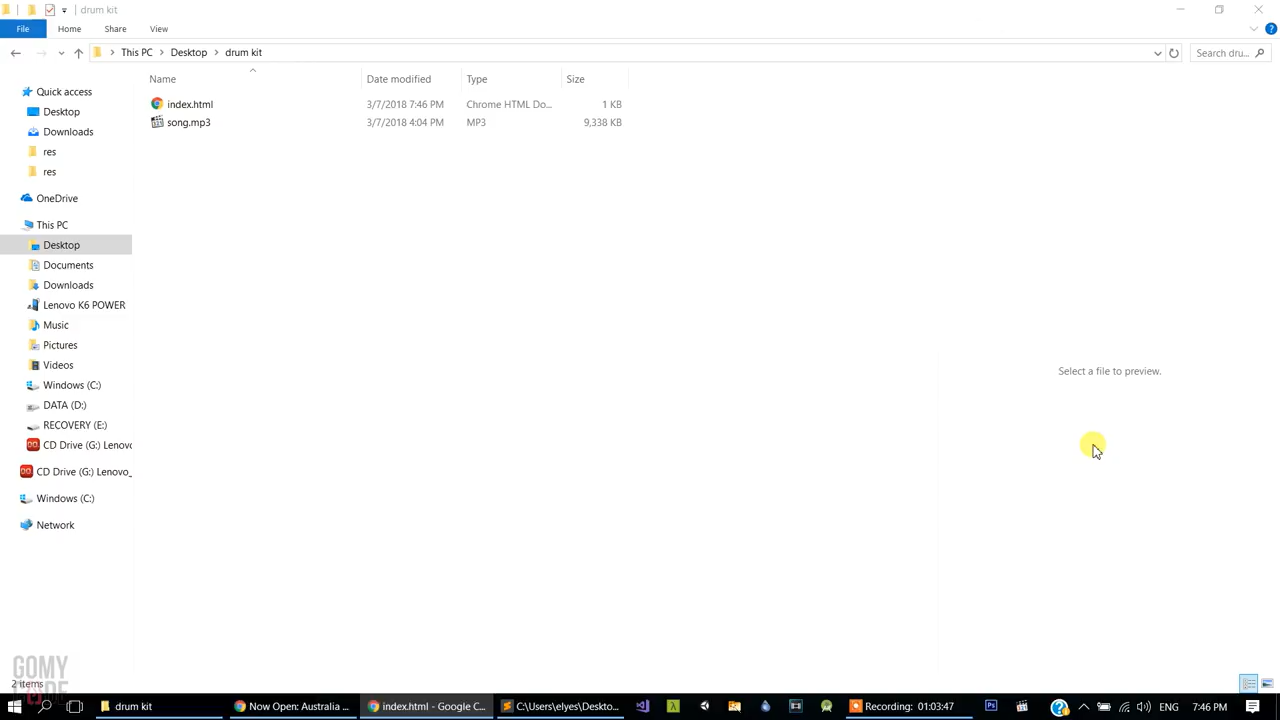 drum kit
File
Home
Share
View
This PC
Desktop
drum kit
Search dru...
Name
Date modified
Type
Size
index.html
3/7/2018 7:46 PM
Chrome HTML Do...
1 KB
song.mp3
3/7/2018 4:04 PM
MP3
9,338 KB
Quick access
Desktop
Downloads
res
res
OneDrive
This PC
Desktop
Documents
Downloads
Lenovo K6 POWER
Music
Pictures
Videos
Windows (C:)
DATA (D:)
RECOVERY (E:)
CD Drive (G:) Lenovo
CD Drive (G:) Lenovo_
Windows (C:)
Network
Select a file to preview.
GOMY
2 items
drum kit
Now Open: Australia ...
index.html - Google C...
C:\Users\elyes\Deskto...
Recording: 01:03:47
Ps
ENG
7:46 PM